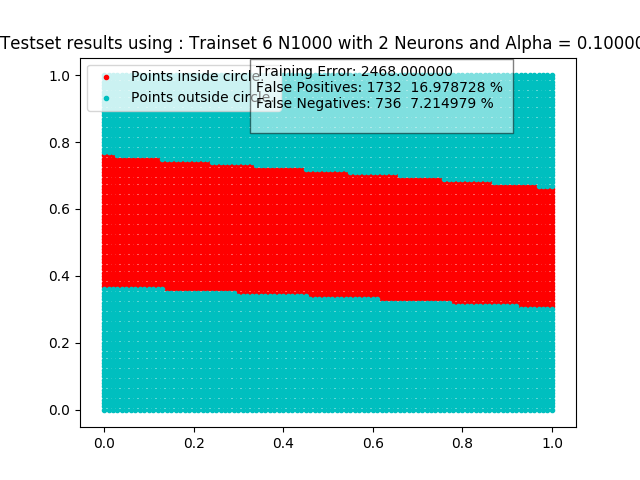 Testset results using : Trainset 6 N1000 with 2 Neurons and Alpha = 0.10000
Points inside circle
Points outside circle
Training Error: 2468.000000
False Positives: 1732 16.978728 %
False Negatives: 736 7.214979 %
1.0
0.8
0.6
0.4
0.2
0.0
0.0 0.2 0.4 0.6 0.8 1.0